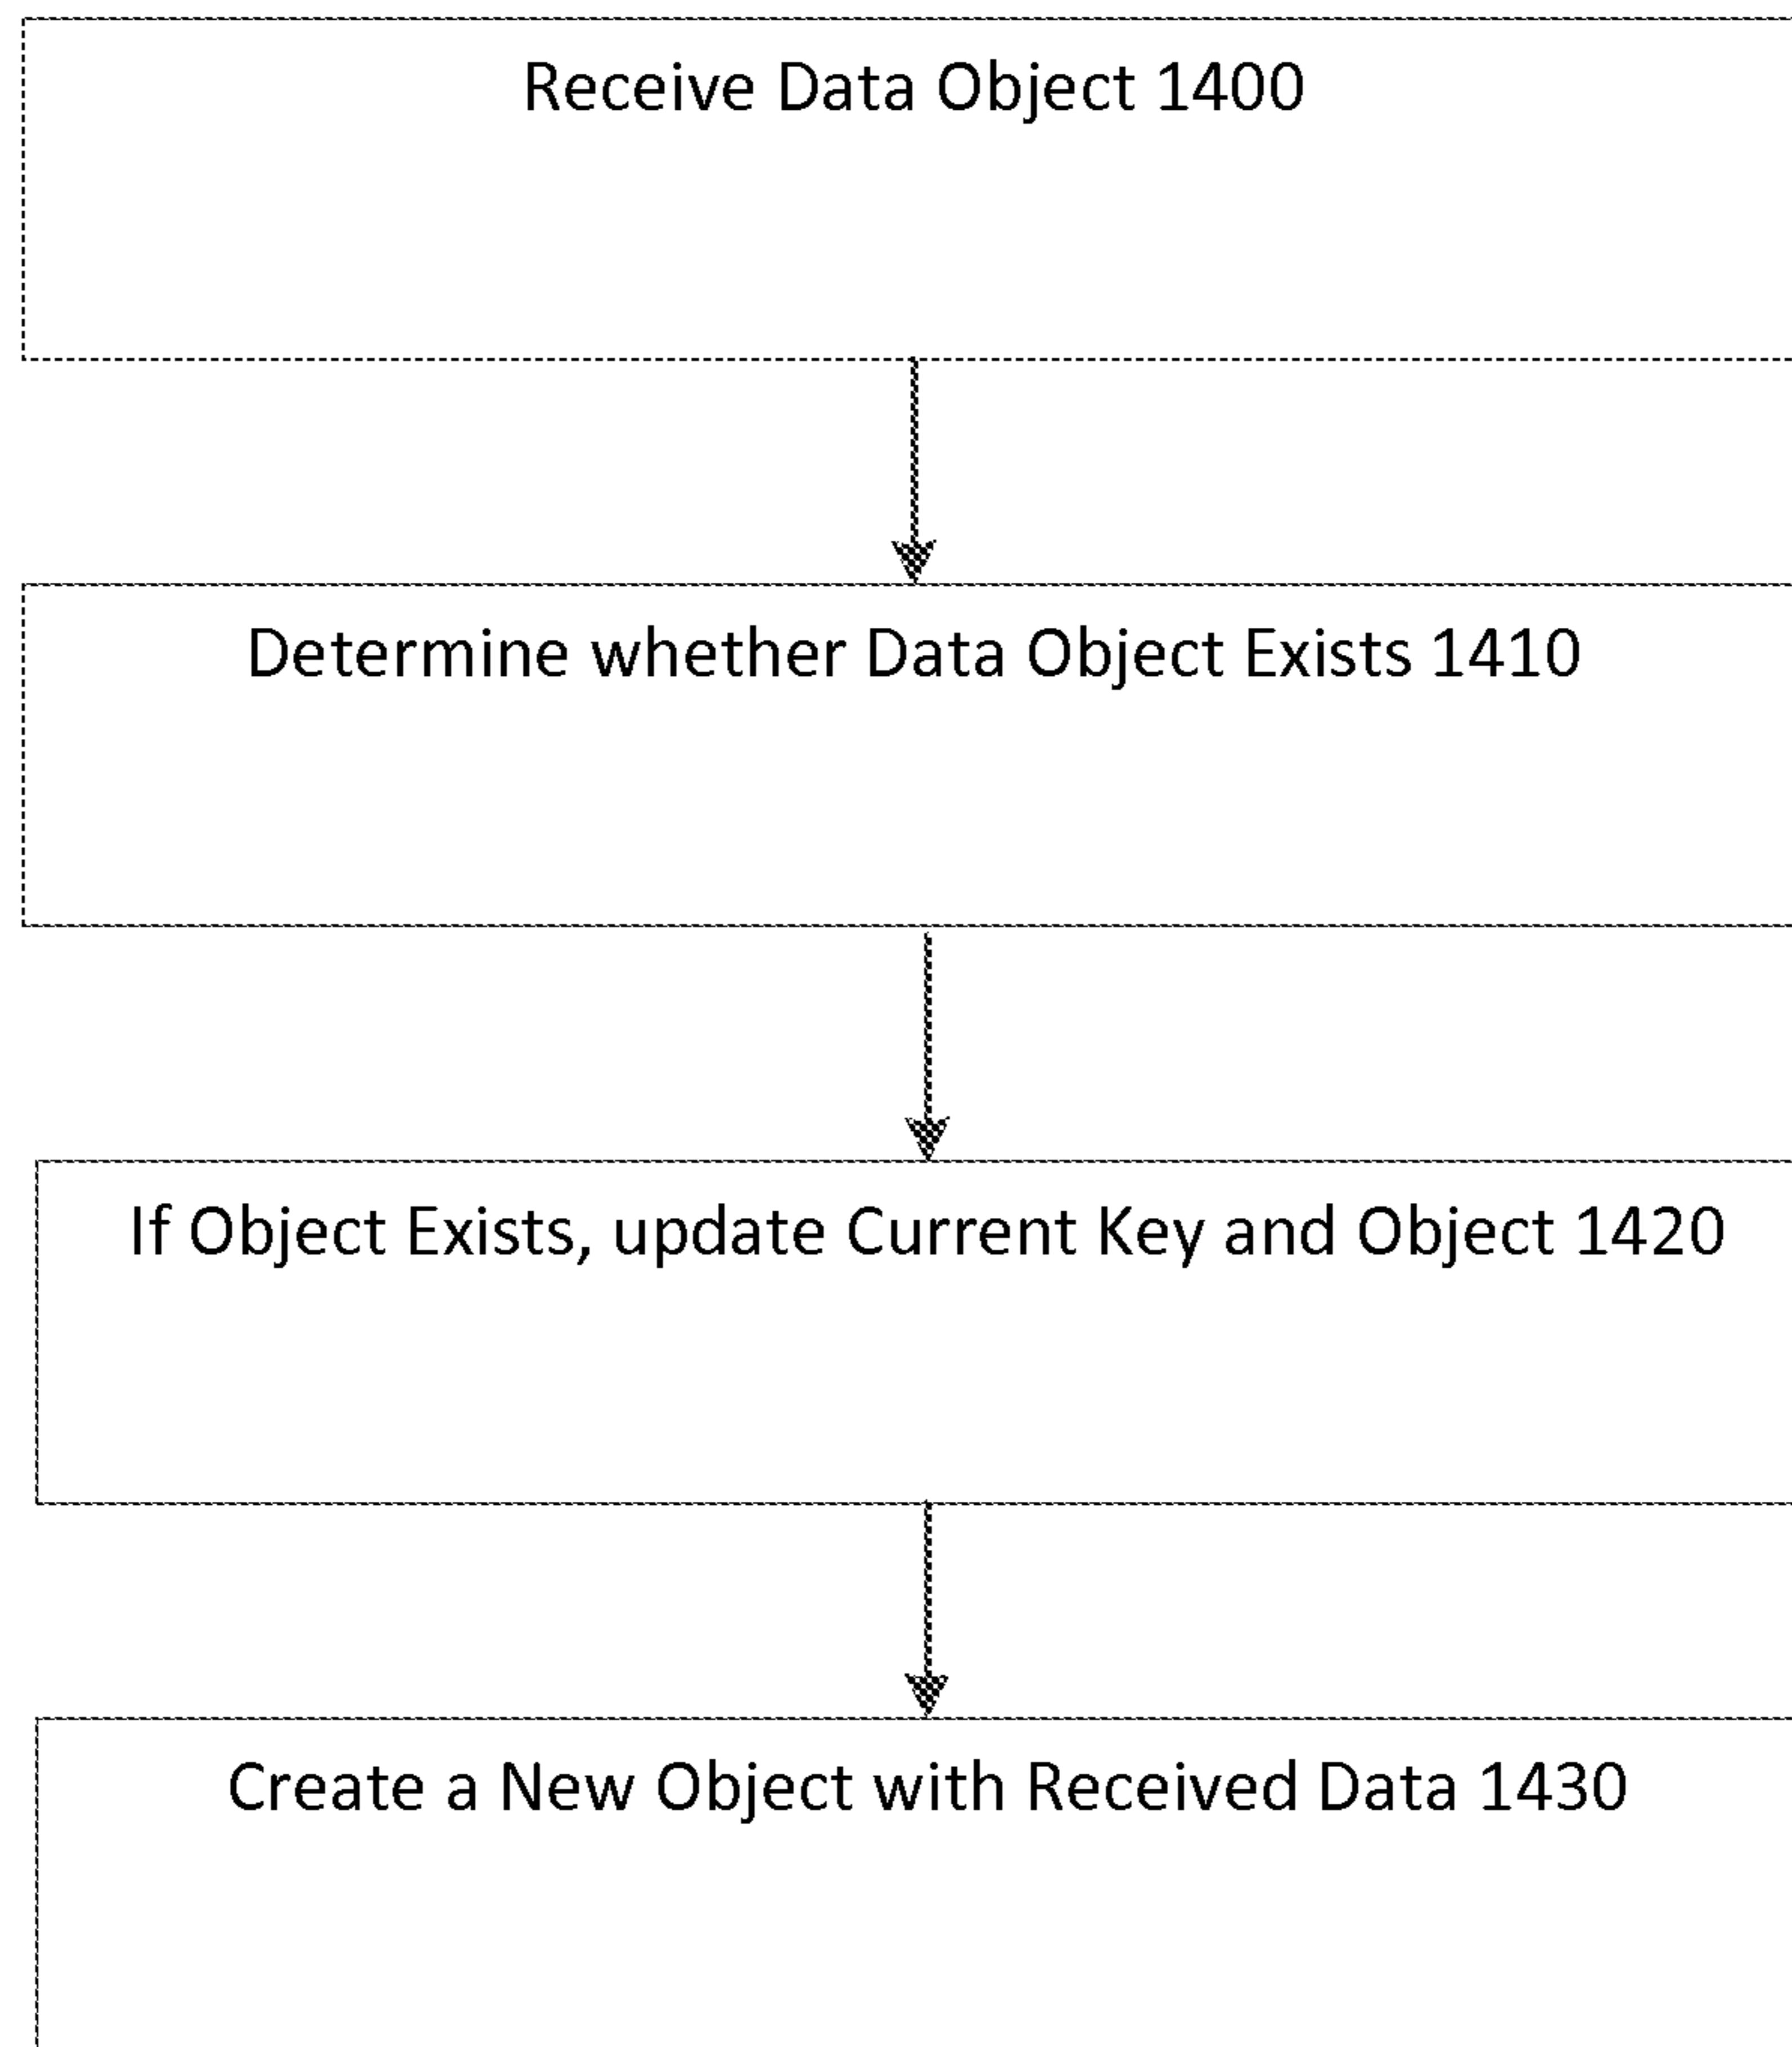 Receive Data Object 1400
Determine whether Data Object Exists 1410
If Object Exists, update Current Key and Object 1420
Create a New Object with Received Data 1430